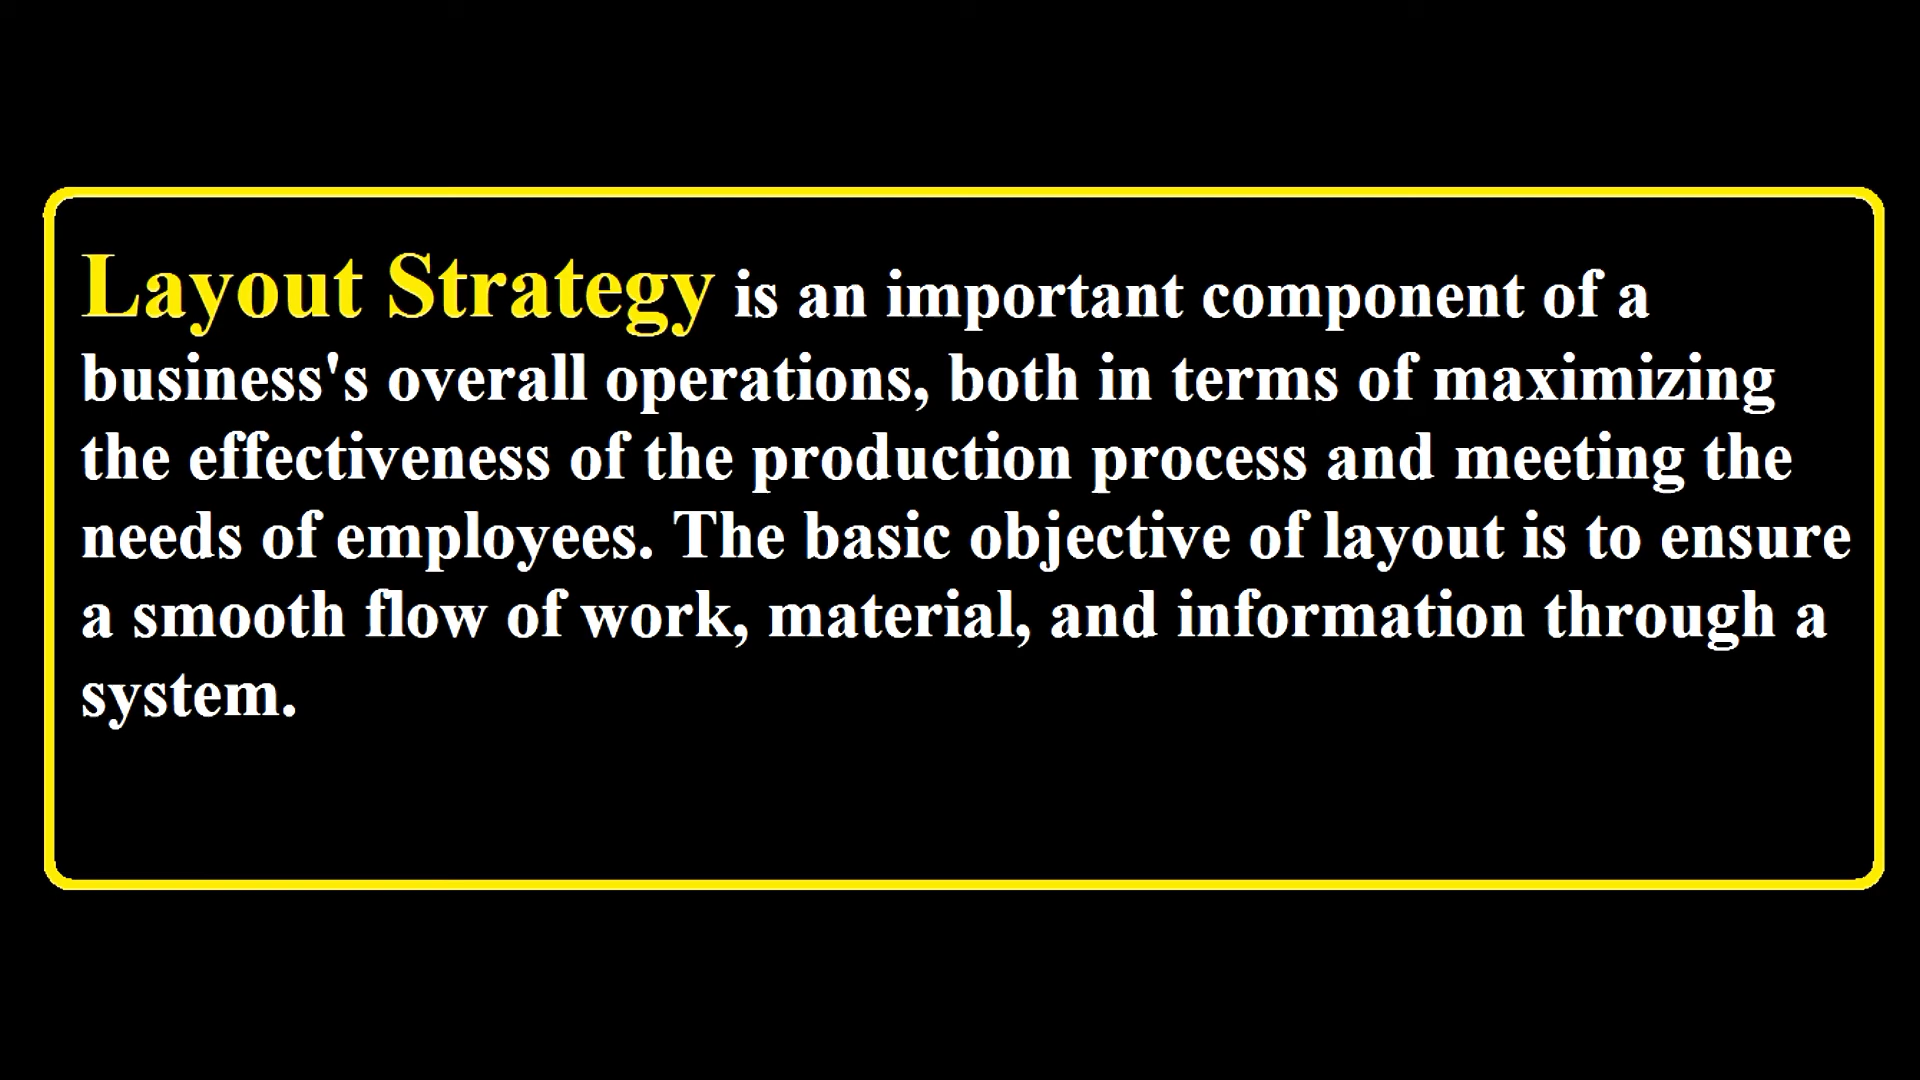 Layout Strategy is an important component of a
business's overall operations, both in terms of maximizing
the effectiveness of the production process and meeting the
needs of employees. The basic objective of layout is to ensure
a smooth flow of work, material, and information through a
system.